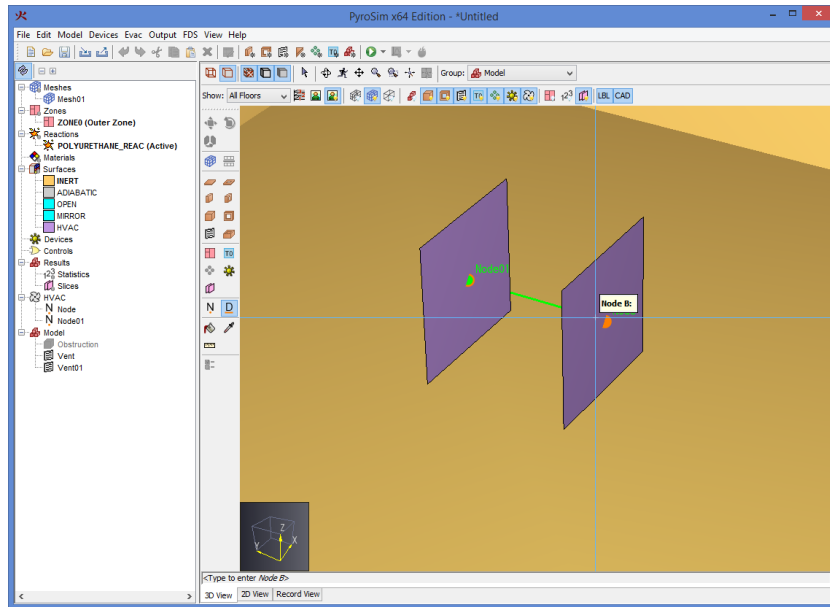 PyroSim x64 Edition - *Untitled
File Edit Model Devices Evac Output FDS View Help
Group: Model
Show: All Floors
LBL CAD
Meshes
Mesh01
Zones
ZONE0 (Outer Zone)
Reactions
POLYURETHANE_REAC (Active)
Materials
Surfaces
INERT
ADIABATIC
OPEN
MIRROR
HVAC
Devices
Controls
Results
Statistics
Slices
HVAC
Node
Node01
Model
Obstruction
Vent
Vent01
Node01
Node B:
Z
Y
X
<Type to enter Node B>
3D View 2D View Record View